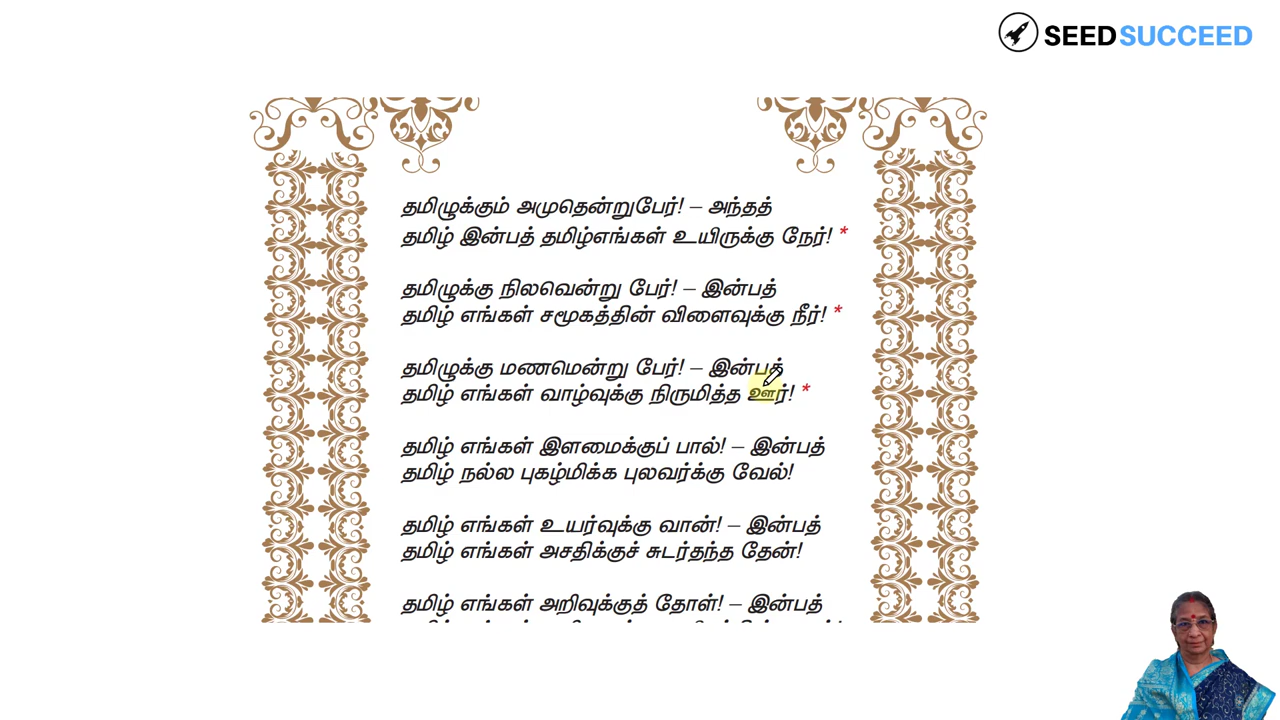 SEEDSUCCEED
தமிழுக்கும் அமுதென்றுபேர்! – அந்தத்
தமிழ் இன்பத் தமிழ்எங்கள் உயிருக்கு நேர்! *
தமிழுக்கு நிலவென்று பேர்! – இன்பத்
தமிழ் எங்கள் சமூகத்தின் விளைவுக்கு நீர்! *
தமிழுக்கு மணமென்று பேர்! – இன்பத்
தமிழ் எங்கள் வாழ்வுக்கு நிருமித்த ஊர்! *
தமிழ் எங்கள் இளமைக்குப் பால்! – இன்பத்
தமிழ் நல்ல புகழ்மிக்க புலவர்க்கு வேல்!
தமிழ் எங்கள் உயர்வுக்கு வான்! – இன்பத்
தமிழ் எங்கள் அசதிக்குச் சுடர்தந்த தேன்!
தமிழ் எங்கள் அறிவுக்குத் தோள்! – இன்பத்